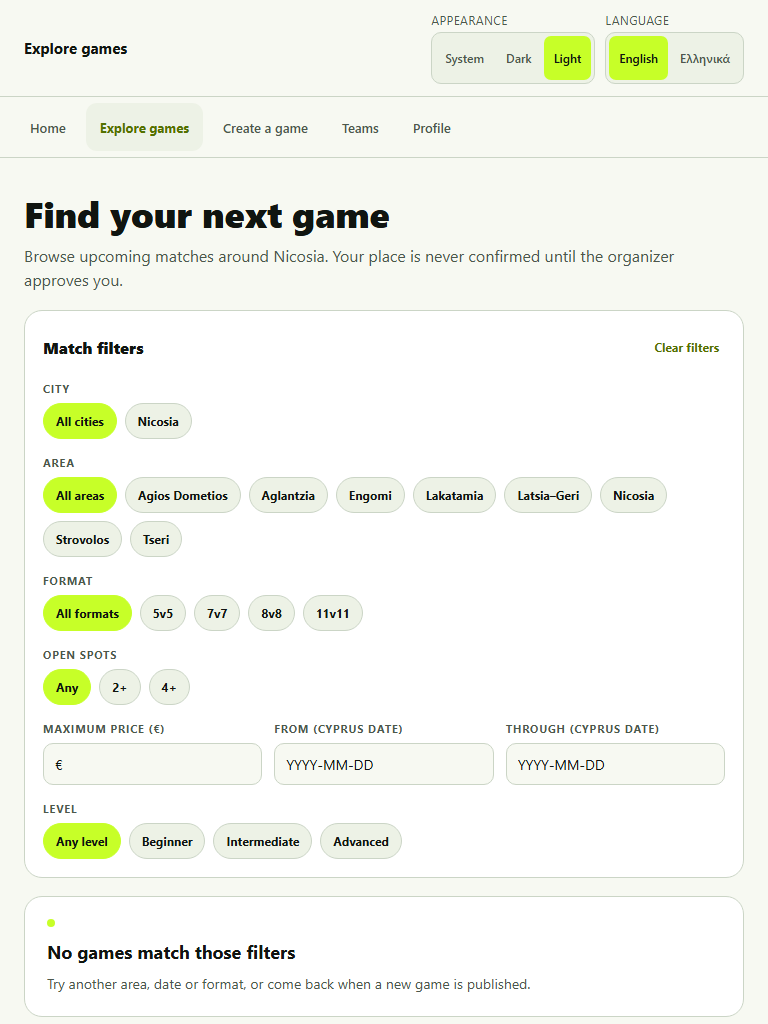 Explore games
APPEARANCE
System Dark Light
LANGUAGE
English Ελληνικά
Home Explore games Create a game Teams Profile
Find your next game
Browse upcoming matches around Nicosia. Your place is never confirmed until the organizer
approves you.
Match filters
Clear filters
CITY
All cities Nicosia
AREA
All areas Agios Dometios Aglantzia Engomi Lakatamia Latsia–Geri Nicosia
Strovolos Tseri
FORMAT
All formats 5v5 7v7 8v8 11v11
OPEN SPOTS
Any 2+ 4+
MAXIMUM PRICE (€) FROM (CYPRUS DATE) THROUGH (CYPRUS DATE)
€ YYYY-MM-DD YYYY-MM-DD
LEVEL
Any level Beginner Intermediate Advanced
No games match those filters
Try another area, date or format, or come back when a new game is published.